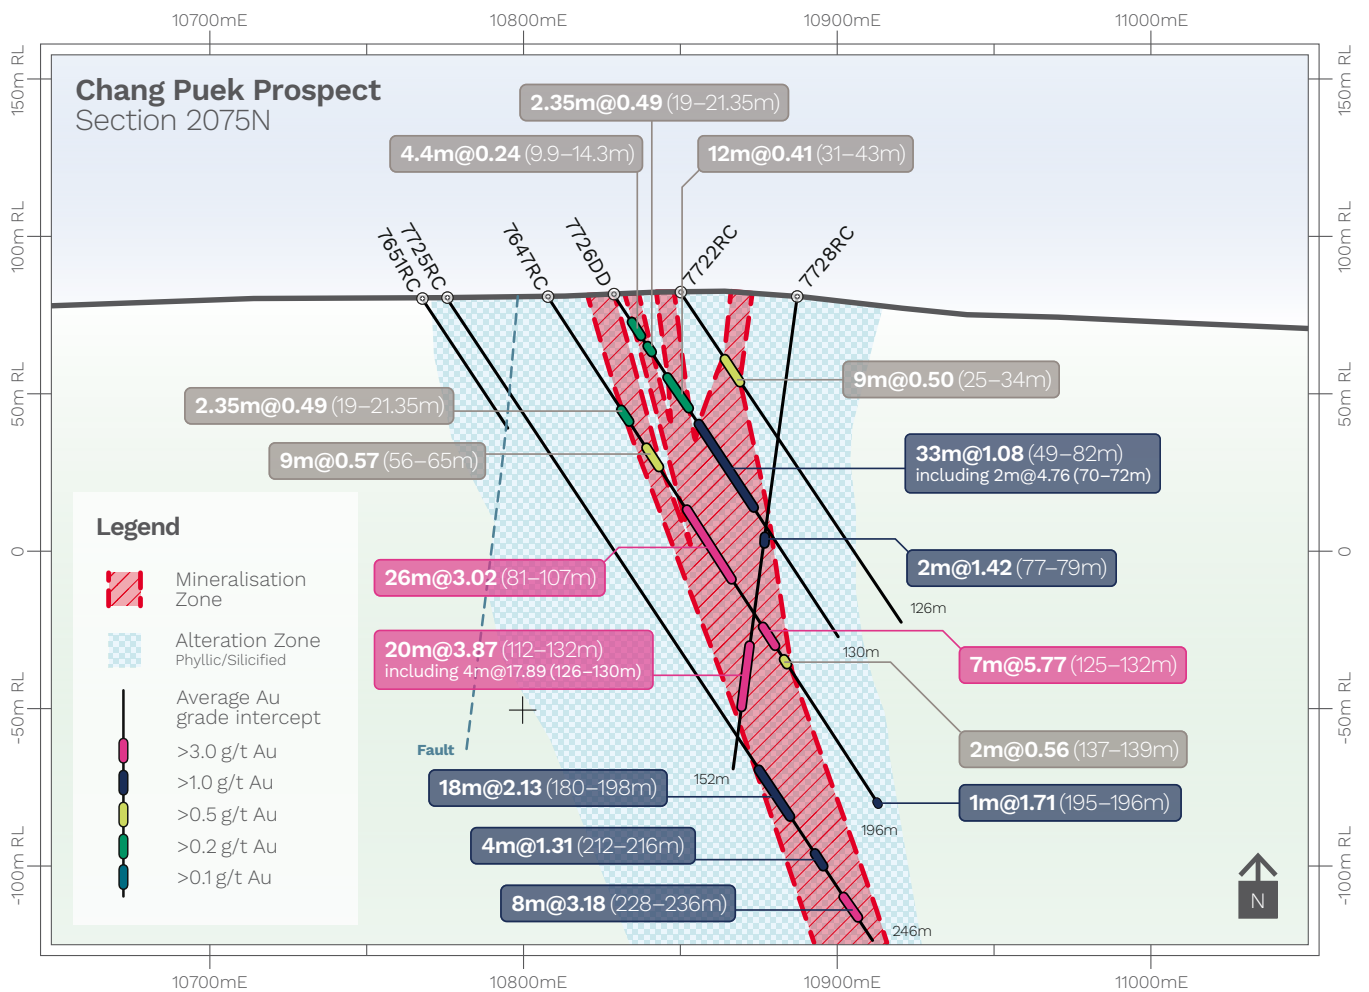 10700mE
10800mE
10900mE
11000mE
150m RL
100m RL
50m RL
0
-50m RL
-100m RL
150m RL
100m RL
50m RL
0
-50m RL
-100m RL
Chang Puek Prospect
Section 2075N
2.35m@0.49 (19–21.35m)
4.4m@0.24 (9.9–14.3m)
12m@0.41 (31–43m)
7651RC
7725RC
7647RC
7726DD
7722RC
7728RC
9m@0.50 (25–34m)
2.35m@0.49 (19–21.35m)
9m@0.57 (56–65m)
33m@1.08 (49–82m)
including 2m@4.76 (70–72m)
2m@1.42 (77–79m)
26m@3.02 (81–107m)
126m
130m
20m@3.87 (112–132m)
including 4m@17.89 (126–130m)
7m@5.77 (125–132m)
2m@0.56 (137–139m)
Fault
152m
18m@2.13 (180–198m)
1m@1.71 (195–196m)
196m
4m@1.31 (212–216m)
8m@3.18 (228–236m)
246m
N
Legend
Mineralisation
Zone
Alteration Zone
Phyllic/Silicified
Average Au
grade intercept
>3.0 g/t Au
>1.0 g/t Au
>0.5 g/t Au
>0.2 g/t Au
>0.1 g/t Au
10700mE
10800mE
10900mE
11000mE